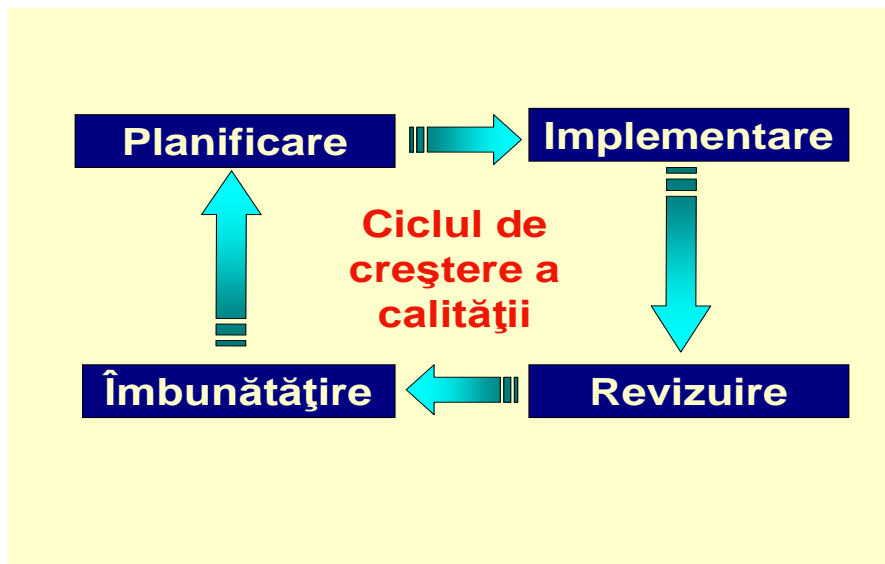 Planificare
Implementare
Ciclul de
creştere a
calităţii
Îmbunătăţire
Revizuire